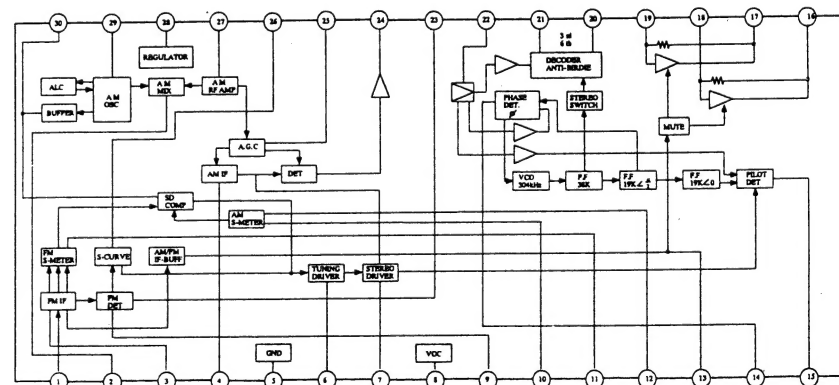 30 29 28 27 26 25 24 23 22 21 20 19 18 17 16
REGULATOR
3 st
6 th
DECODER
ANTI-BIRDIE
ALC
AM
OSC
AM
MIX
AM
RF AMP
BUFFER
PHASE
DET.
STEREO
SWITCH
MUTE
A.G.C
AM IF
DET
VCO
304kHz
F.F
38K
F.F
19K∠
F.F
19K∠0
PILOT
DET
SD
COMP
AM
S-METER
FM
S-METER
S-CURVE
AM/FM
IF-BUFF
TUNING
DRIVER
STEREO
DRIVER
FM IF
FM
DET
GND
VCC
1 2 3 4 5 6 7 8 9 10 11 12 13 14 15